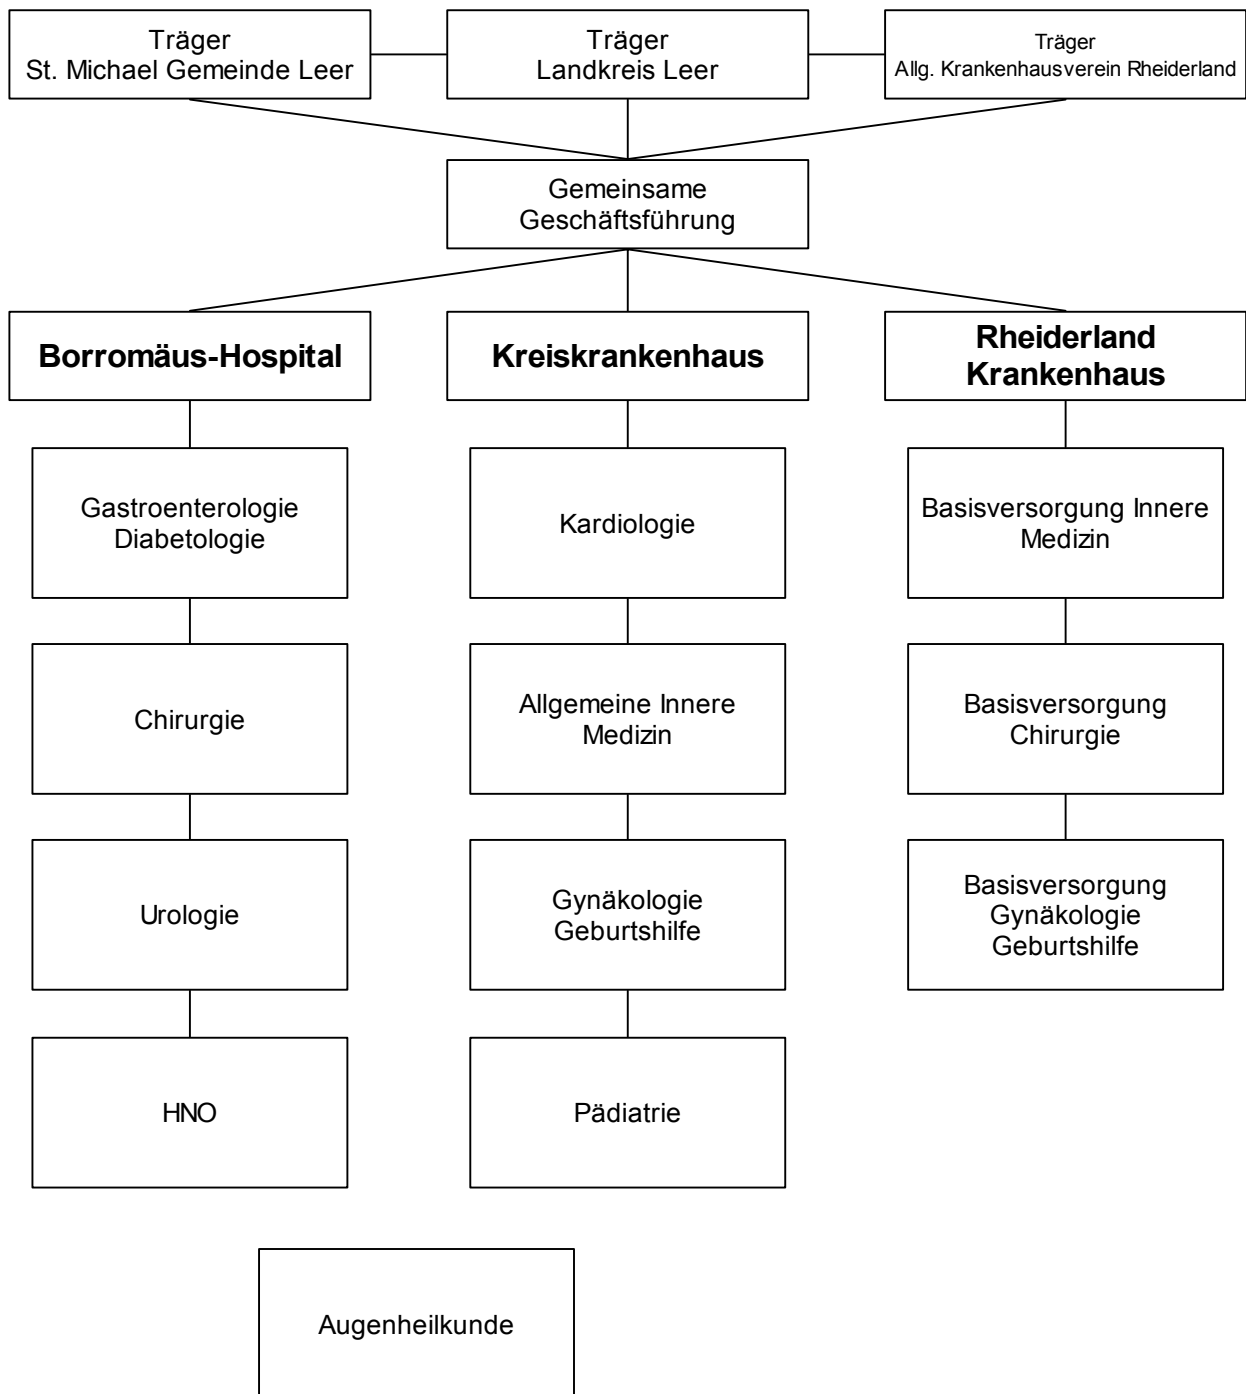 Träger
St. Michael Gemeinde Leer
Träger
Landkreis Leer
Träger
Allg. Krankenhausverein Rheiderland
Gemeinsame
Geschäftsführung
Borromäus-Hospital
Kreiskrankenhaus
Rheiderland
Krankenhaus
Gastroenterologie
Diabetologie
Kardiologie
Basisversorgung Innere
Medizin
Chirurgie
Allgemeine Innere
Medizin
Basisversorgung
Chirurgie
Urologie
Gynäkologie
Geburtshilfe
Basisversorgung
Gynäkologie
Geburtshilfe
HNO
Pädiatrie
Augenheilkunde